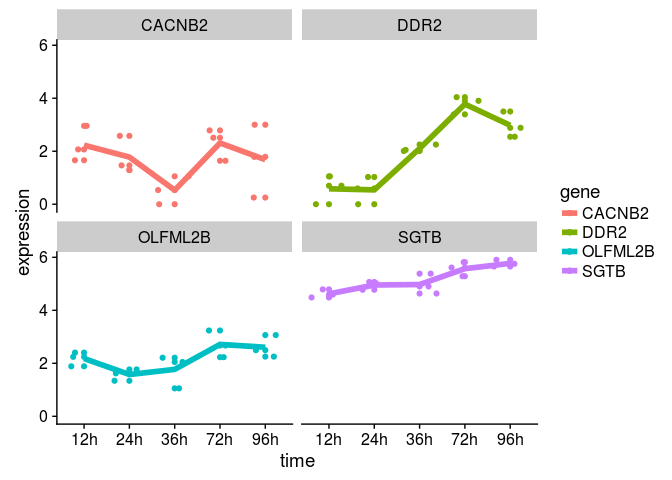 CACNB2
DDR2
6
4
2
0
expression
OLFML2B
SGTB
6
4
2
0
12h 24h 36h 72h 96h
12h 24h 36h 72h 96h
time
gene
CACNB2
DDR2
OLFML2B
SGTB